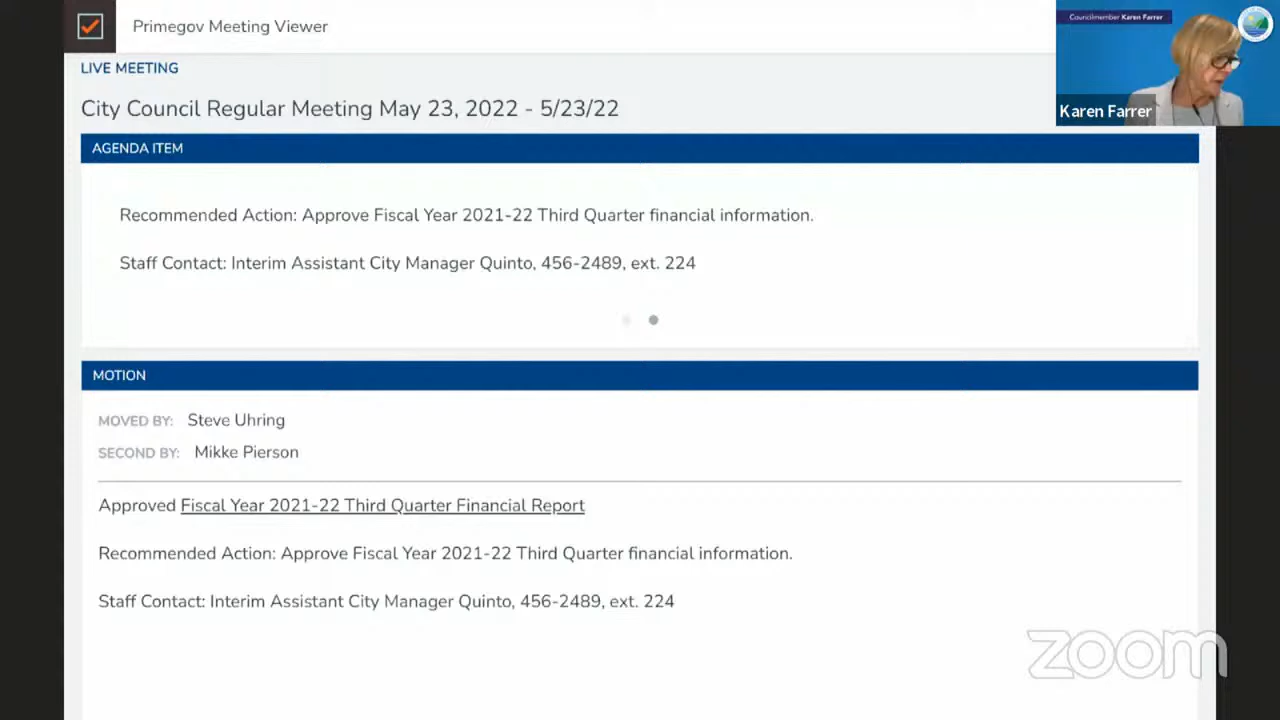 Primegov Meeting Viewer
Councilmember Karen Farrer
Karen Farrer
LIVE MEETING
City Council Regular Meeting May 23, 2022 - 5/23/22
AGENDA ITEM
Recommended Action: Approve Fiscal Year 2021-22 Third Quarter financial information.
Staff Contact: Interim Assistant City Manager Quinto, 456-2489, ext. 224
MOTION
MOVED BY: Steve Uhring
SECOND BY: Mikke Pierson
Approved Fiscal Year 2021-22 Third Quarter Financial Report
Recommended Action: Approve Fiscal Year 2021-22 Third Quarter financial information.
Staff Contact: Interim Assistant City Manager Quinto, 456-2489, ext. 224
zoom